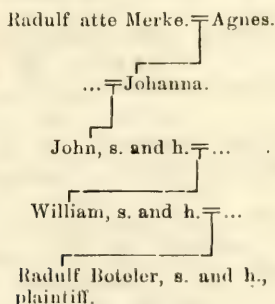 Radulf atte Merke.╤Agnes.
...╤Johanna.
John, s. and h.╤...
William, s. and h.╤...
Radulf Boteler, s. and h.,
plaintiff.